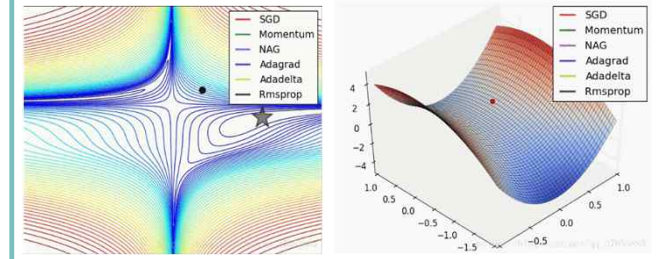 SGD
Momentum
NAG
Adagrad
Adadelta
Rmsprop
SGD
Momentum
NAG
Adagrad
Adadelta
Rmsprop
4
2
0
−2
−4
1.0
0.5
0.0
−0.5
−1.0
−1.5
−0.5
0.0
0.5
1.0